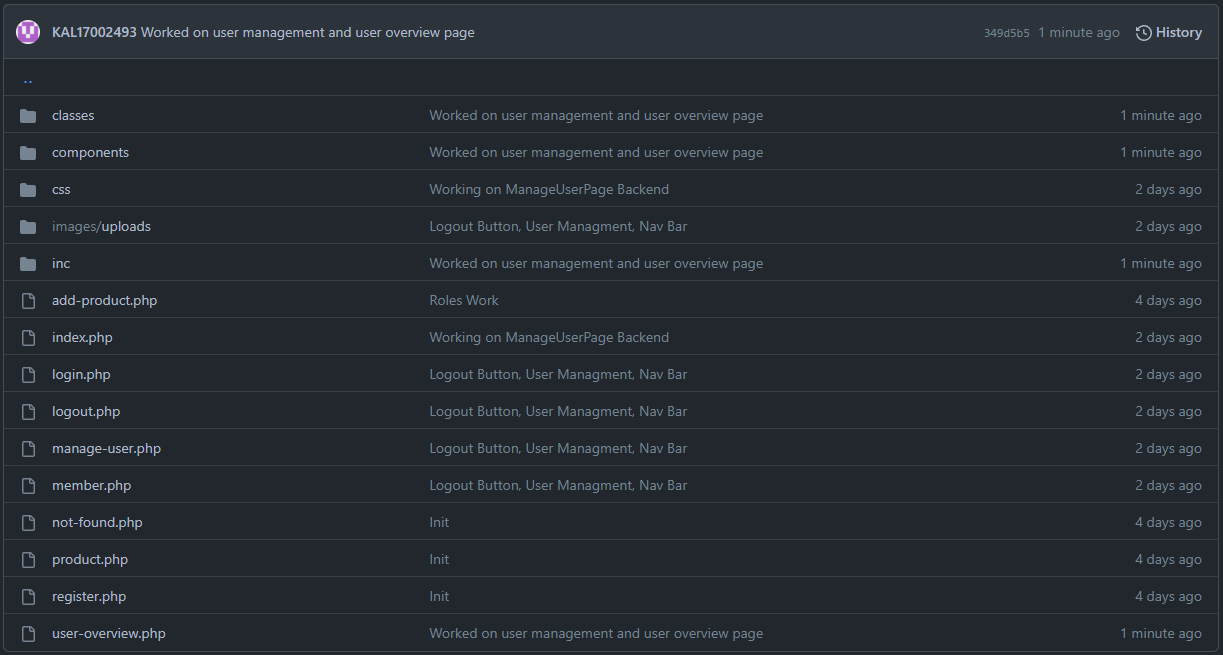 KAL17002493 Worked on user management and user overview page 349d5b5 1 minute ago History
..
classes Worked on user management and user overview page 1 minute ago
components Worked on user management and user overview page 1 minute ago
css Working on ManageUserPage Backend 2 days ago
images/uploads Logout Button, User Managment, Nav Bar 2 days ago
inc Worked on user management and user overview page 1 minute ago
add-product.php Roles Work 4 days ago
index.php Working on ManageUserPage Backend 2 days ago
login.php Logout Button, User Managment, Nav Bar 2 days ago
logout.php Logout Button, User Managment, Nav Bar 2 days ago
manage-user.php Logout Button, User Managment, Nav Bar 2 days ago
member.php Logout Button, User Managment, Nav Bar 2 days ago
not-found.php Init 4 days ago
product.php Init 4 days ago
register.php Init 4 days ago
user-overview.php Worked on user management and user overview page 1 minute ago